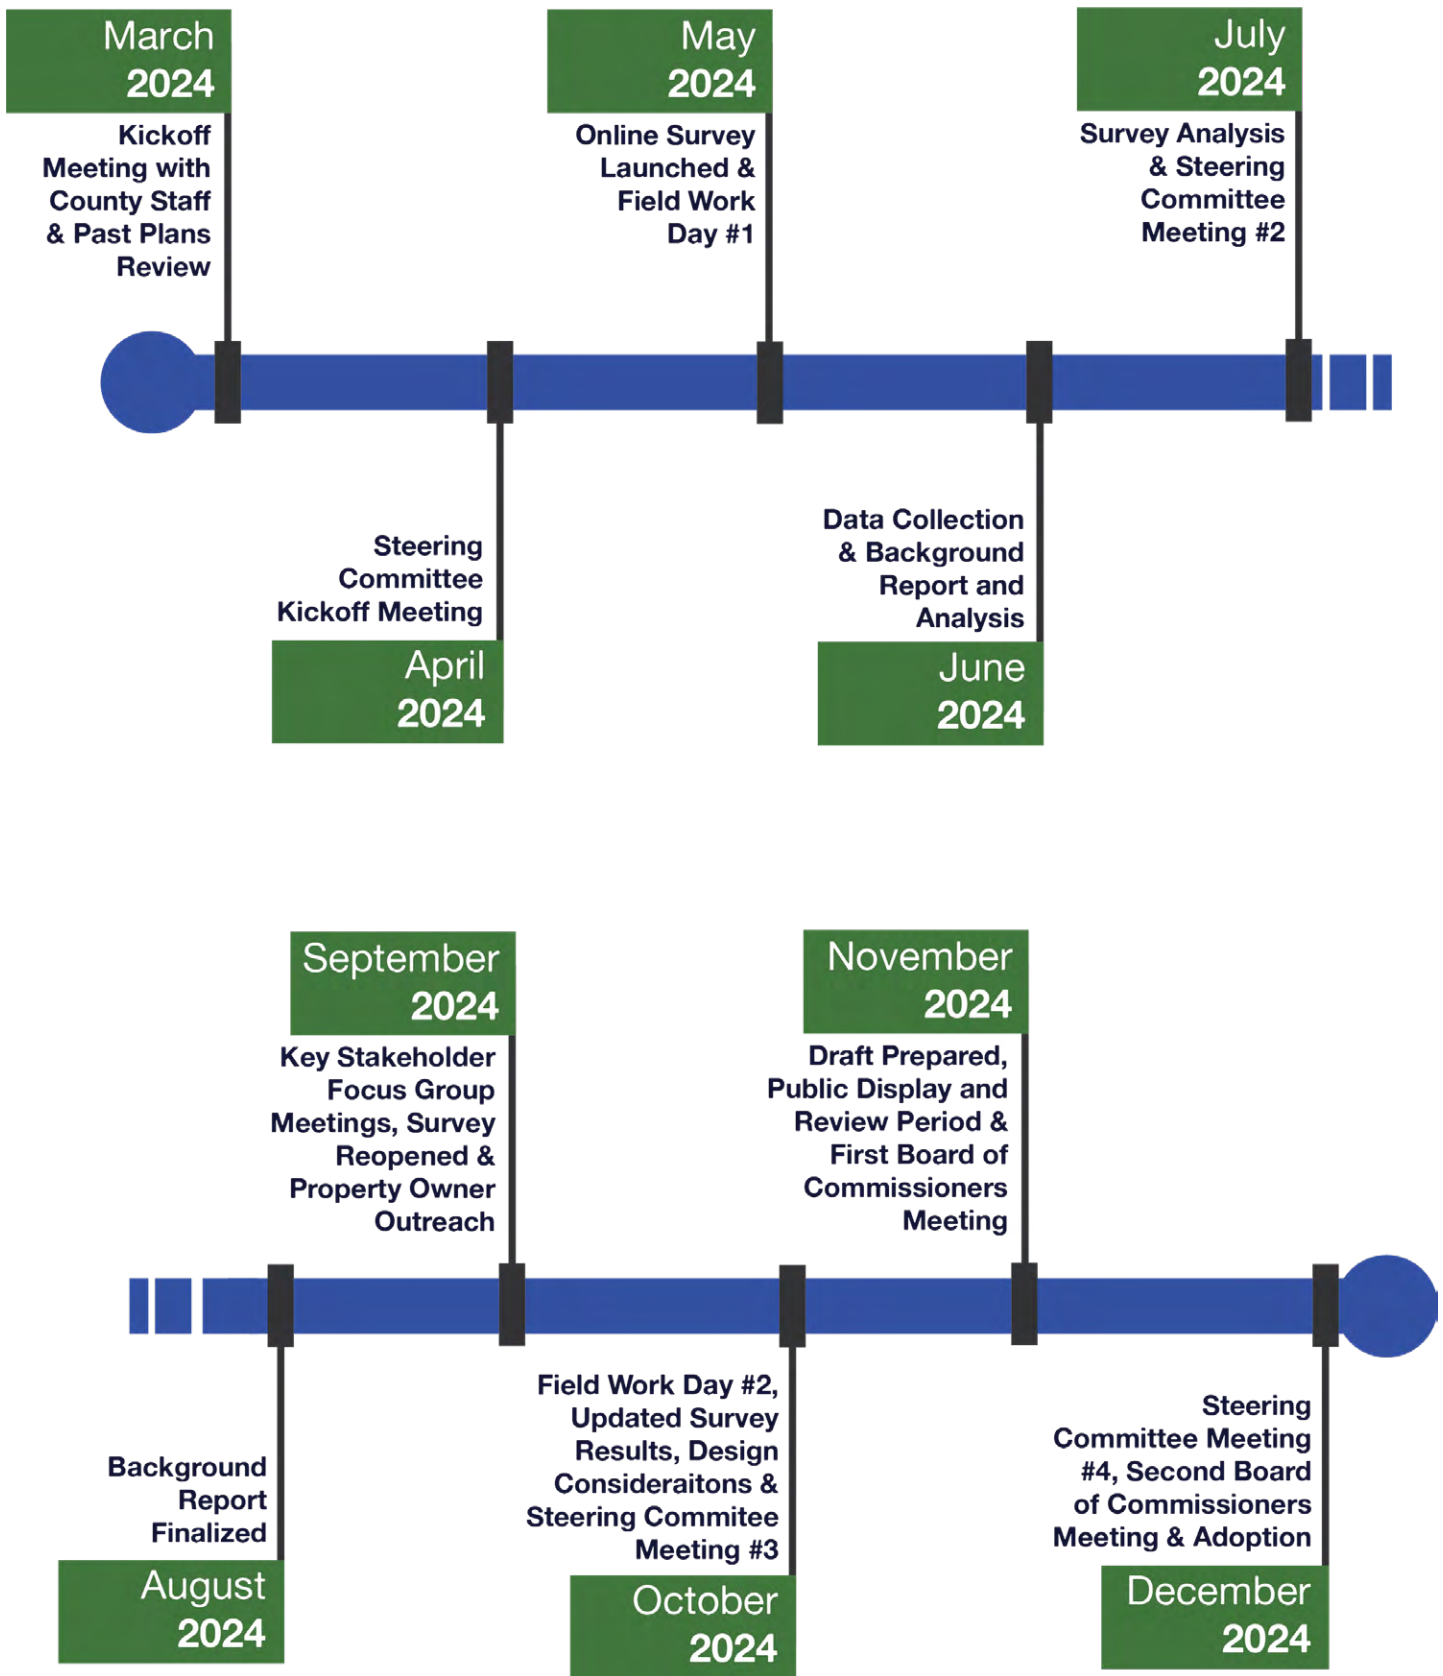 March
2024
Kickoff
Meeting with
County Staff
& Past Plans
Review
Steering
Committee
Kickoff Meeting
April
2024
May
2024
Online Survey
Launched &
Field Work
Day #1
Data Collection
& Background
Report and
Analysis
June
2024
July
2024
Survey Analysis
& Steering
Committee
Meeting #2
Background
Report
Finalized
August
2024
September
2024
Key Stakeholder
Focus Group
Meetings, Survey
Reopened &
Property Owner
Outreach
Field Work Day #2,
Updated Survey
Results, Design
Consideraitons &
Steering Commitee
Meeting #3
October
2024
November
2024
Draft Prepared,
Public Display and
Review Period &
First Board of
Commissioners
Meeting
Steering
Committee Meeting
#4, Second Board
of Commissioners
Meeting & Adoption
December
2024